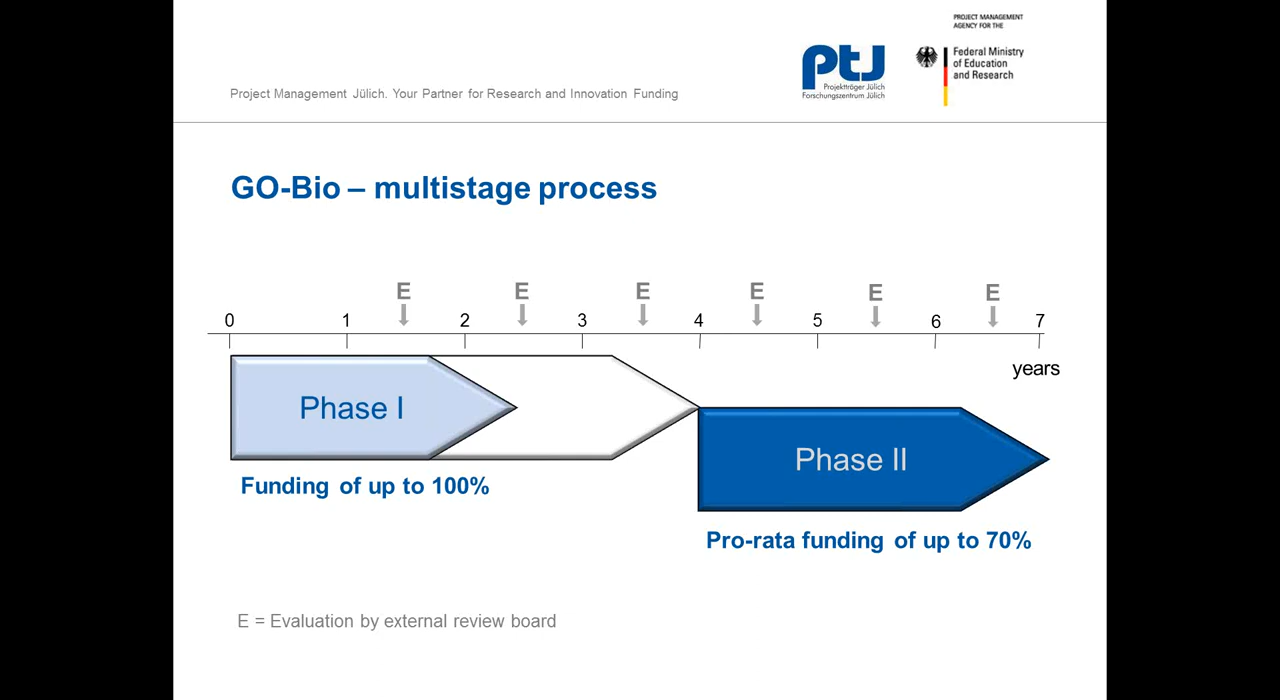 PROJECT MANAGEMENT
AGENCY FOR THE
ptJ
Projektträger Jülich
Forschungszentrum Jülich
Federal Ministry
of Education
and Research
Project Management Jülich. Your Partner for Research and Innovation Funding
GO-Bio – multistage process
E E E E E E
0 1 2 3 4 5 6 7
years
Phase I
Phase II
Funding of up to 100%
Pro-rata funding of up to 70%
E = Evaluation by external review board